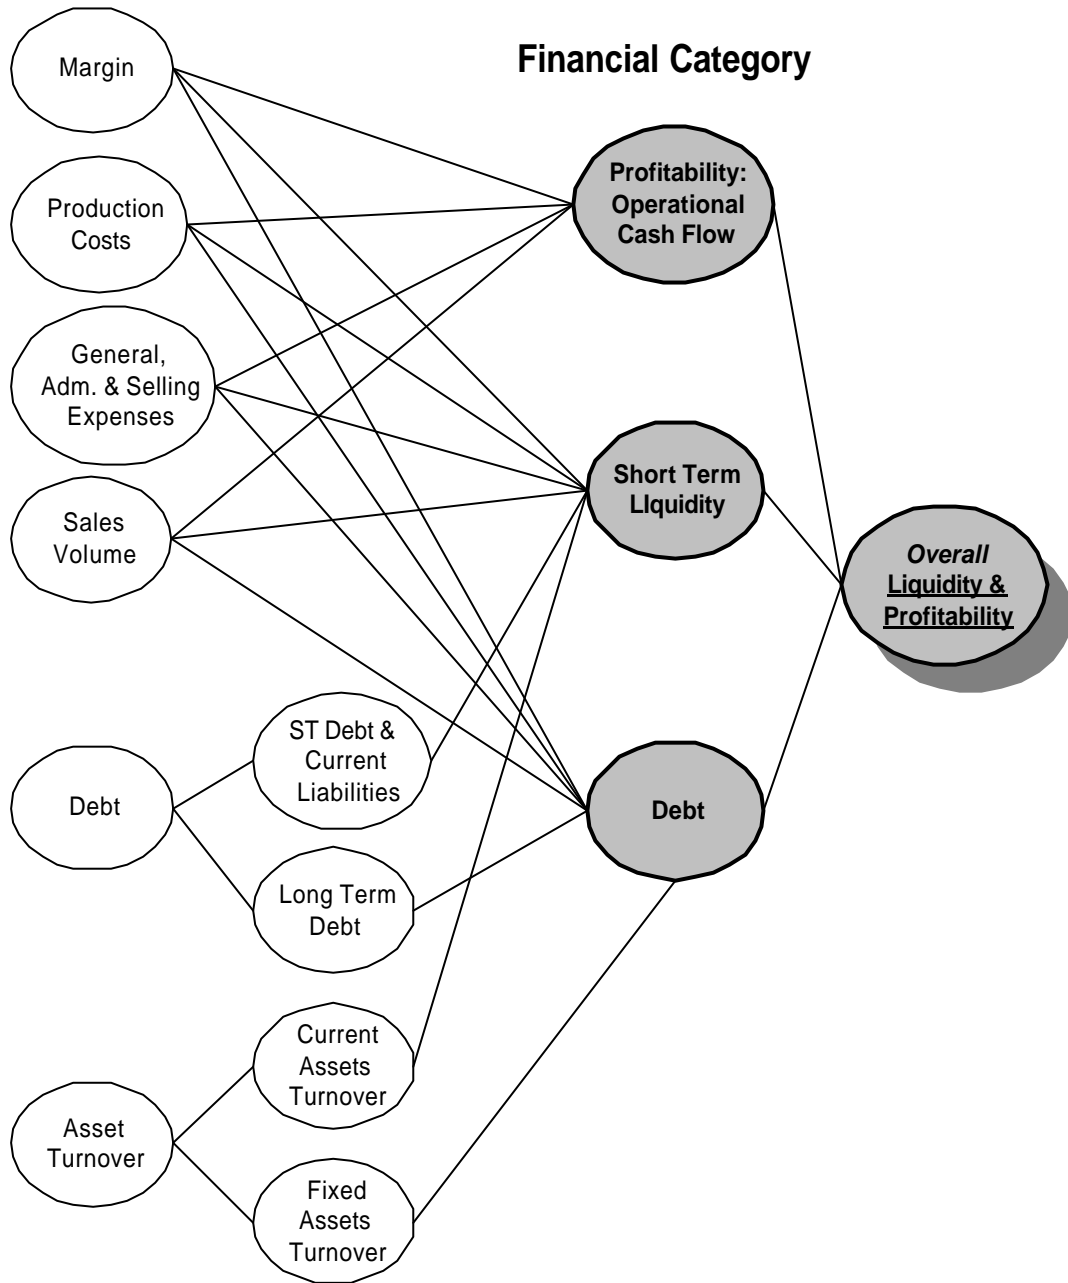 Financial Category
Margin
Production
Costs
General,
Adm. & Selling
Expenses
Sales
Volume
Debt
ST Debt &
Current
Liabilities
Long Term
Debt
Asset
Turnover
Current
Assets
Turnover
Fixed
Assets
Turnover
Profitability:
Operational
Cash Flow
Short Term
LIquidity
Debt
Overall
Liquidity &
Profitability